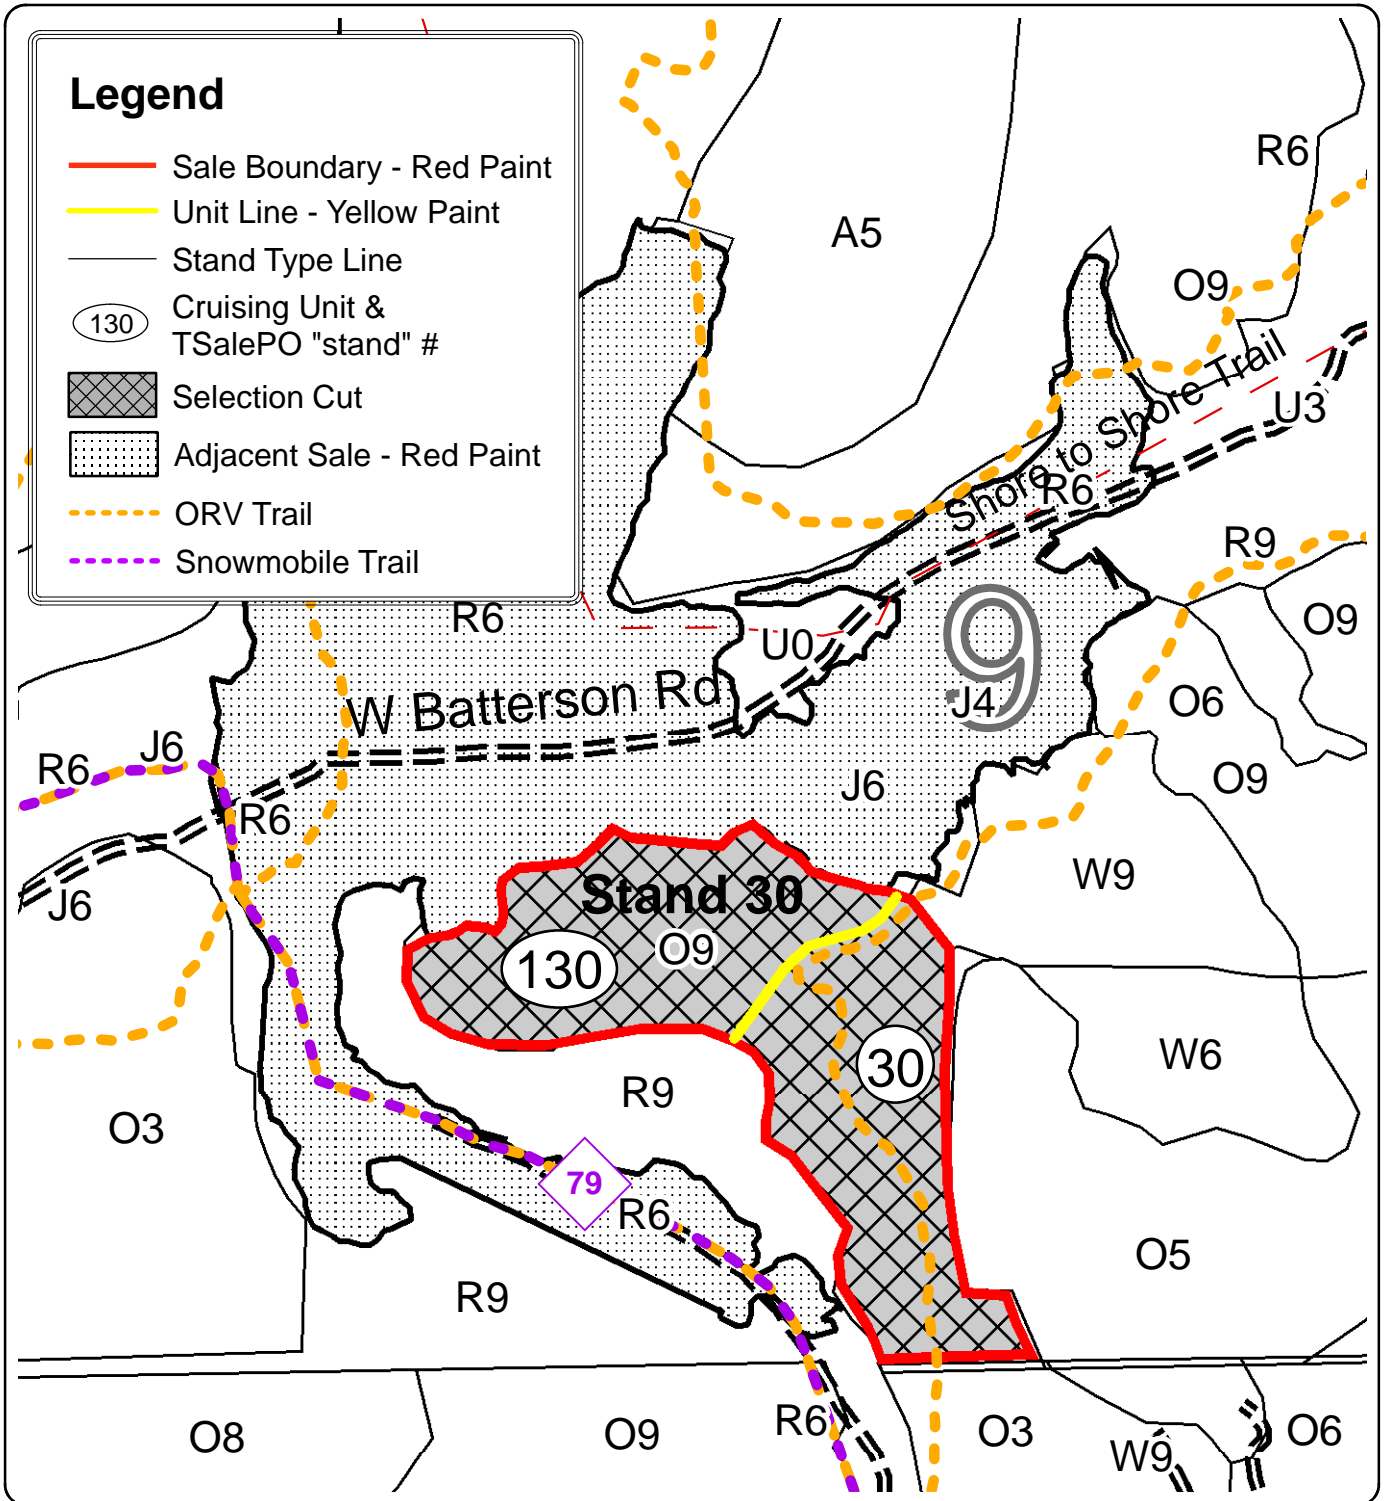 Legend
Sale Boundary - Red Paint
Unit Line - Yellow Paint
Stand Type Line
130
Cruising Unit &
TSalePO "stand" #
Selection Cut
Adjacent Sale - Red Paint
ORV Trail
Snowmobile Trail
R6
A5
O9
Shore to Shore Trail
U3
R6
R9
O9
R6
U0
9
J4
W Batterson Rd
O6
J6
R6
J6
O9
R6
W9
Stand 30
J6
O9
130
W6
30
R9
O3
79
R6
O5
R9
O8
O9
R6
O3
W9
O6